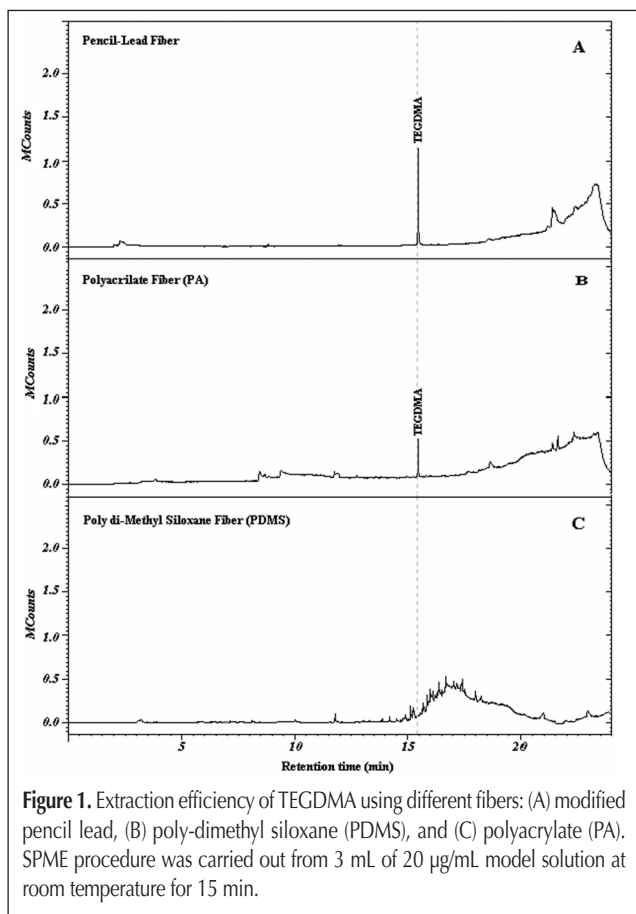 Pencil-Lead Fiber
A
2.0
1.5
1.0
0.5
0.0
MCounts
TEGDMA
Polyacrilate Fiber (PA)
B
2.0
1.5
1.0
0.5
0.0
MCounts
TEGDMA
Poly di-Methyl Siloxane Fiber (PDMS)
C
2.0
1.5
1.0
0.5
0.0
MCounts
5 10 15 20
Retention time (min)
Figure 1. Extraction efficiency of TEGDMA using different fibers: (A) modified
pencil lead, (B) poly-dimethyl siloxane (PDMS), and (C) polyacrylate (PA).
SPME procedure was carried out from 3 mL of 20 µg/mL model solution at
room temperature for 15 min.